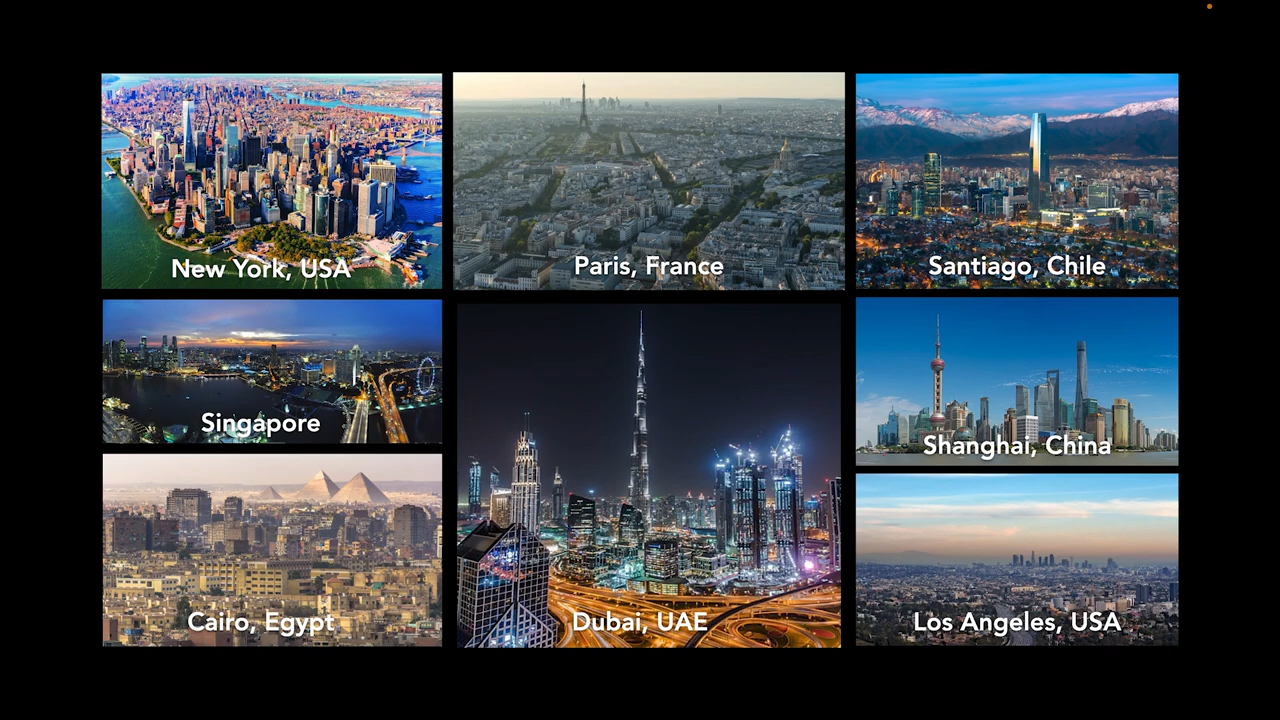 New York, USA
Paris, France
Santiago, Chile
Singapore
Shanghai, China
Cairo, Egypt
Dubai, UAE
Los Angeles, USA